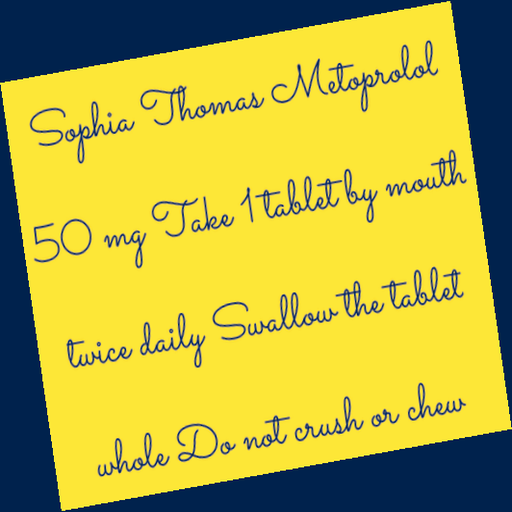 Sophia Thomas Metoprolol
50 mg Take 1 tablet by mouth
twice daily Swallow the tablet
whole Do not crush or chew